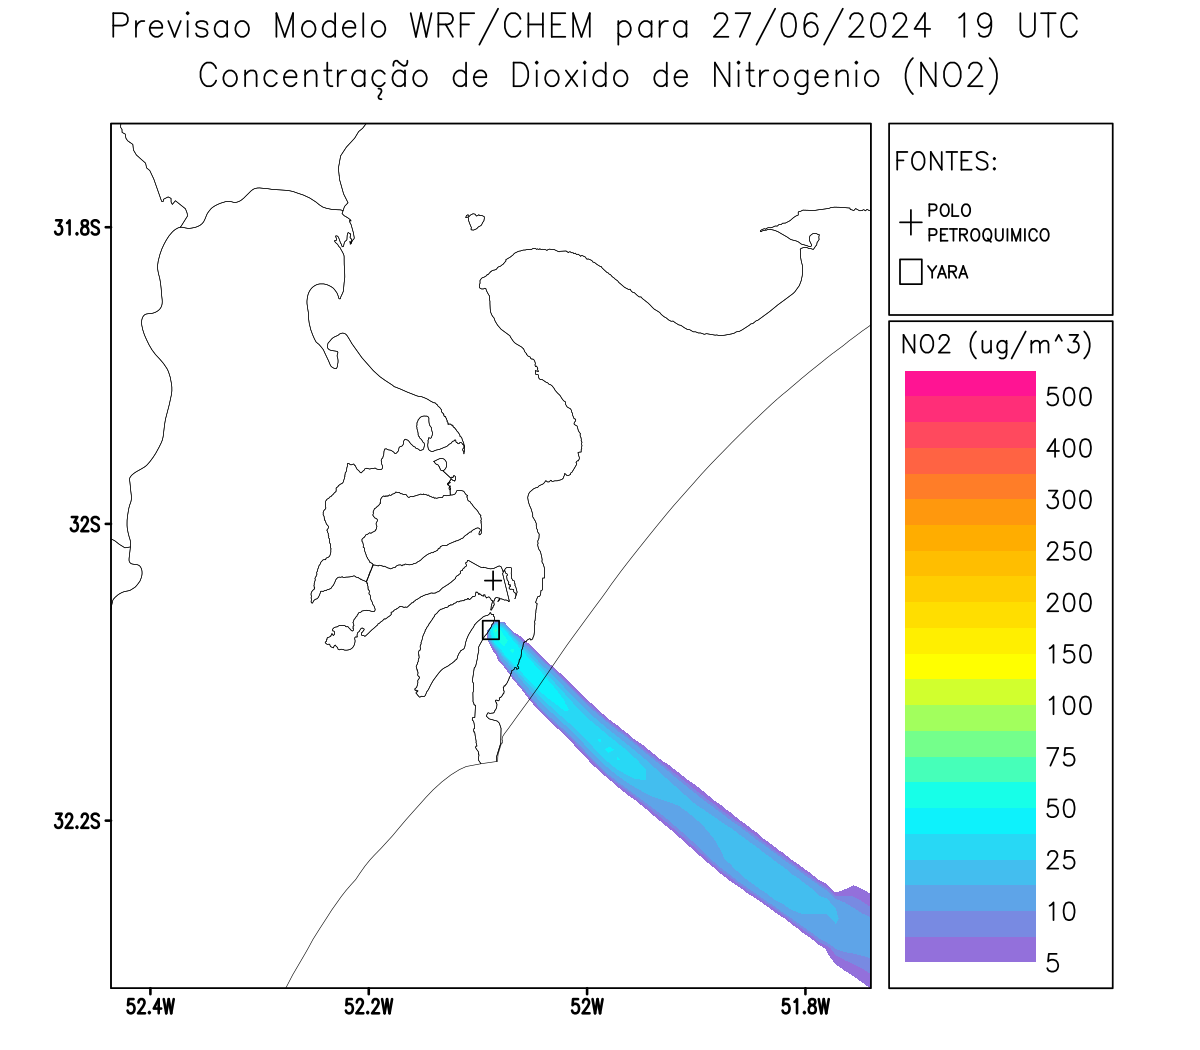 Previsao Modelo WRF/CHEM para 27/06/2024 19 UTC
Concentração de Dioxido de Nitrogenio (NO2)
FONTES:
POLO
PETROQUIMICO
YARA
NO2 (ug/m^3)
500
400
300
250
200
150
100
75
50
25
10
5
31.8S
32S
32.2S
52.4W
52.2W
52W
51.8W